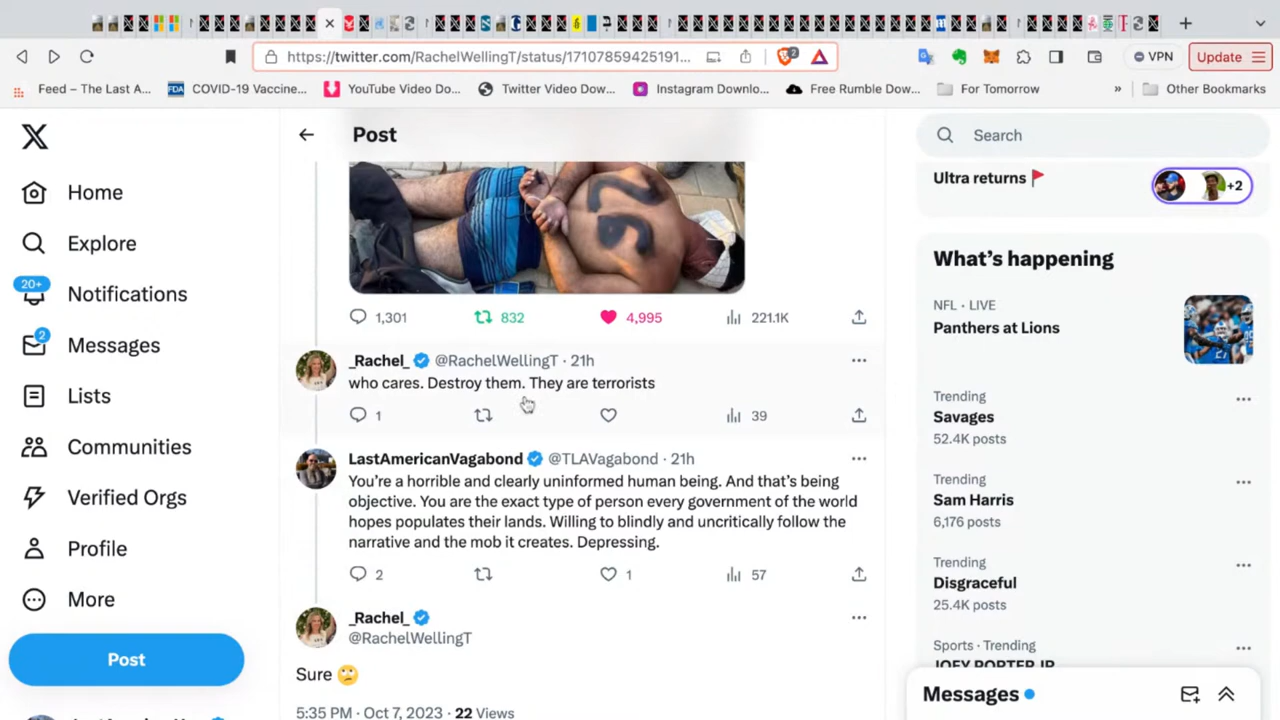 https://twitter.com/RachelWellingT/status/17107859425191...
2
VPN
Update
Feed – The Last A...
FDA
COVID-19 Vaccine...
YouTube Video Do...
Twitter Video Dow...
Instagram Downlo...
Free Rumble Dow...
For Tomorrow
»
Other Bookmarks
X
Home
Explore
20+
Notifications
2
Messages
Lists
Communities
Verified Orgs
Profile
More
Post
Post
26
1,301
832
4,995
221.1K
_Rachel_ @RachelWellingT · 21h
who cares. Destroy them. They are terrorists
1
39
LastAmericanVagabond @TLAVagabond · 21h
You're a horrible and clearly uninformed human being. And that's being
objective. You are the exact type of person every government of the world
hopes populates their lands. Willing to blindly and uncritically follow the
narrative and the mob it creates. Depressing.
2
1
57
_Rachel_
@RachelWellingT
Sure 🙄
5:35 PM · Oct 7, 2023 · 22 Views
Search
Ultra returns 🚩
+2
What's happening
NFL · LIVE
Panthers at Lions
Trending
Savages
52.4K posts
Trending
Sam Harris
6,176 posts
Trending
Disgraceful
25.4K posts
Sports · Trending
JOEY PORTER JR
Messages